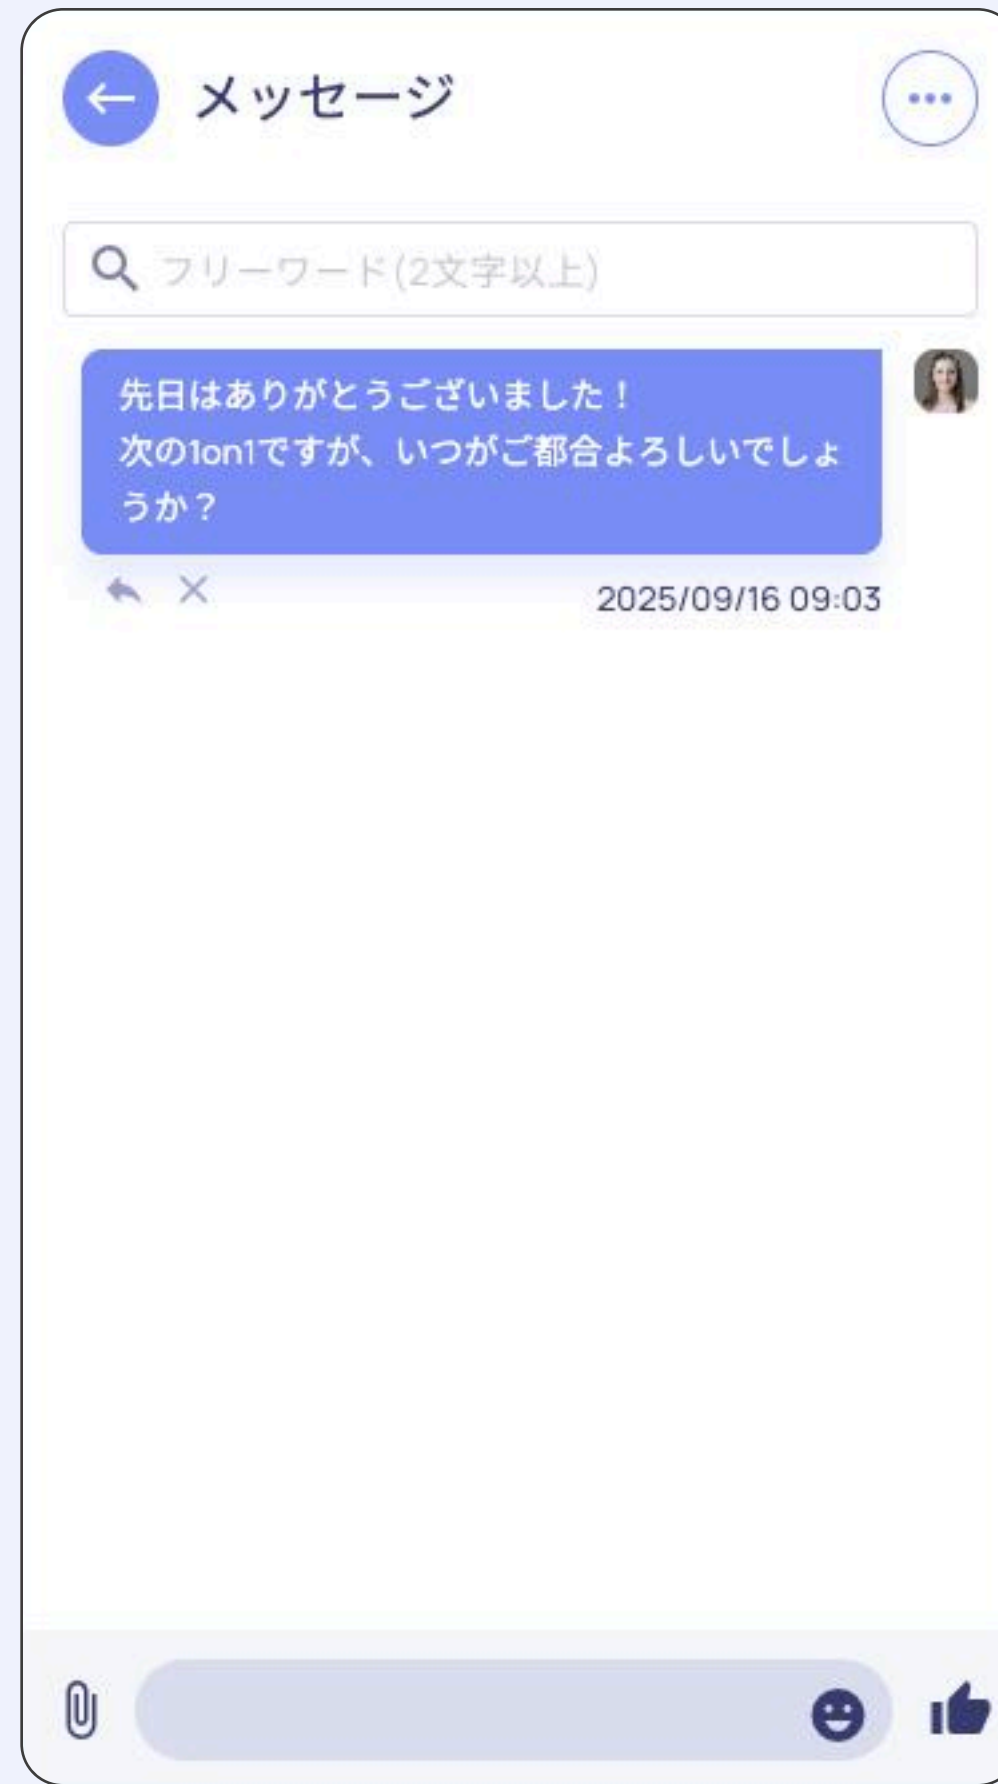 メッセージ
フリーワード(2文字以上)
先日はありがとうございました！
次の1on1ですが、いつがご都合よろしいでしょ
うか？
2025/09/16 09:03